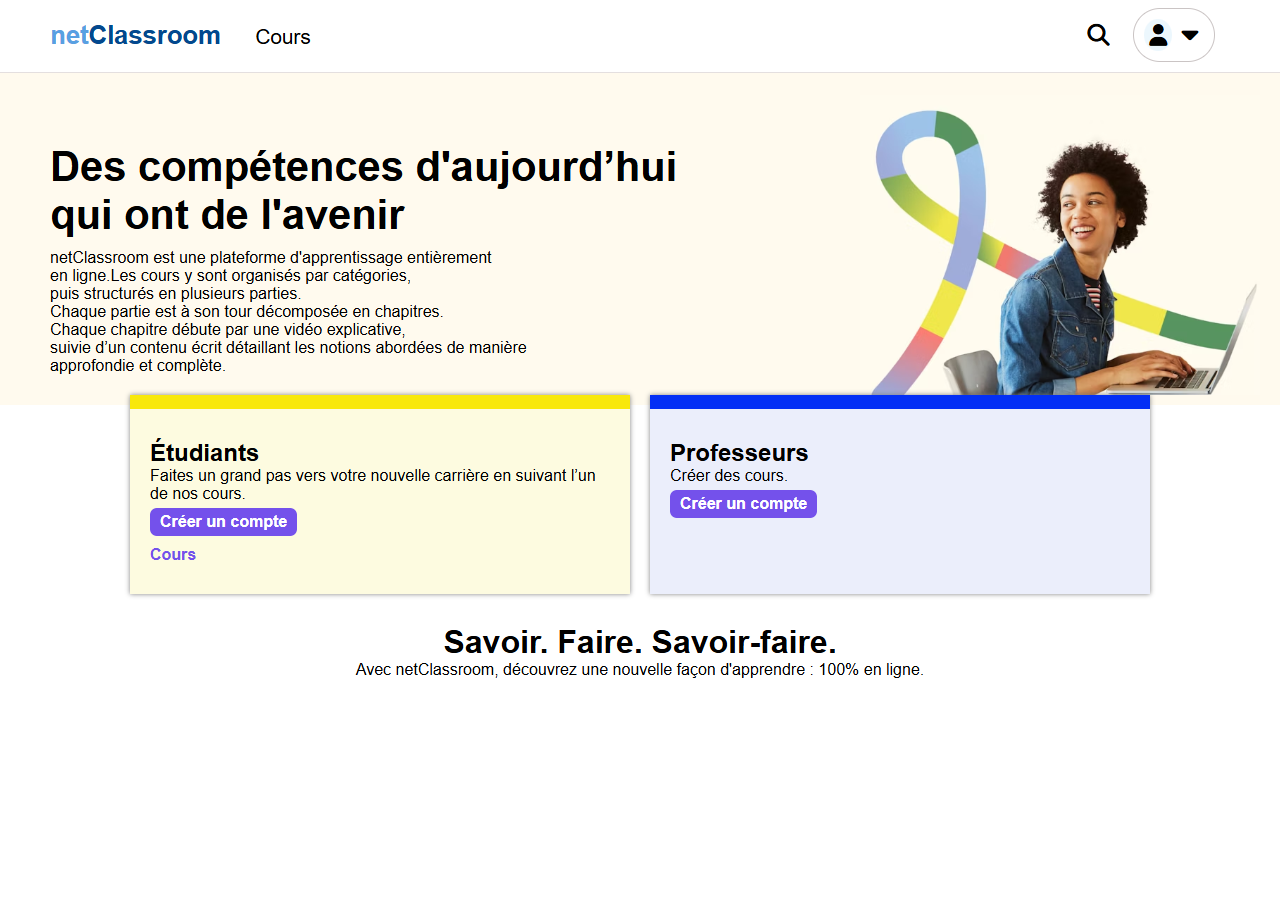 netClassroom
Cours
Des compétences d'aujourd’hui
qui ont de l'avenir
netClassroom est une plateforme d'apprentissage entièrement
en ligne.Les cours y sont organisés par catégories,
puis structurés en plusieurs parties.
Chaque partie est à son tour décomposée en chapitres.
Chaque chapitre débute par une vidéo explicative,
suivie d’un contenu écrit détaillant les notions abordées de manière
approfondie et complète.
Étudiants
Faites un grand pas vers votre nouvelle carrière en suivant l’un
de nos cours.
Créer un compte
Cours
Professeurs
Créer des cours.
Créer un compte
Savoir. Faire. Savoir-faire.
Avec netClassroom, découvrez une nouvelle façon d'apprendre : 100% en ligne.